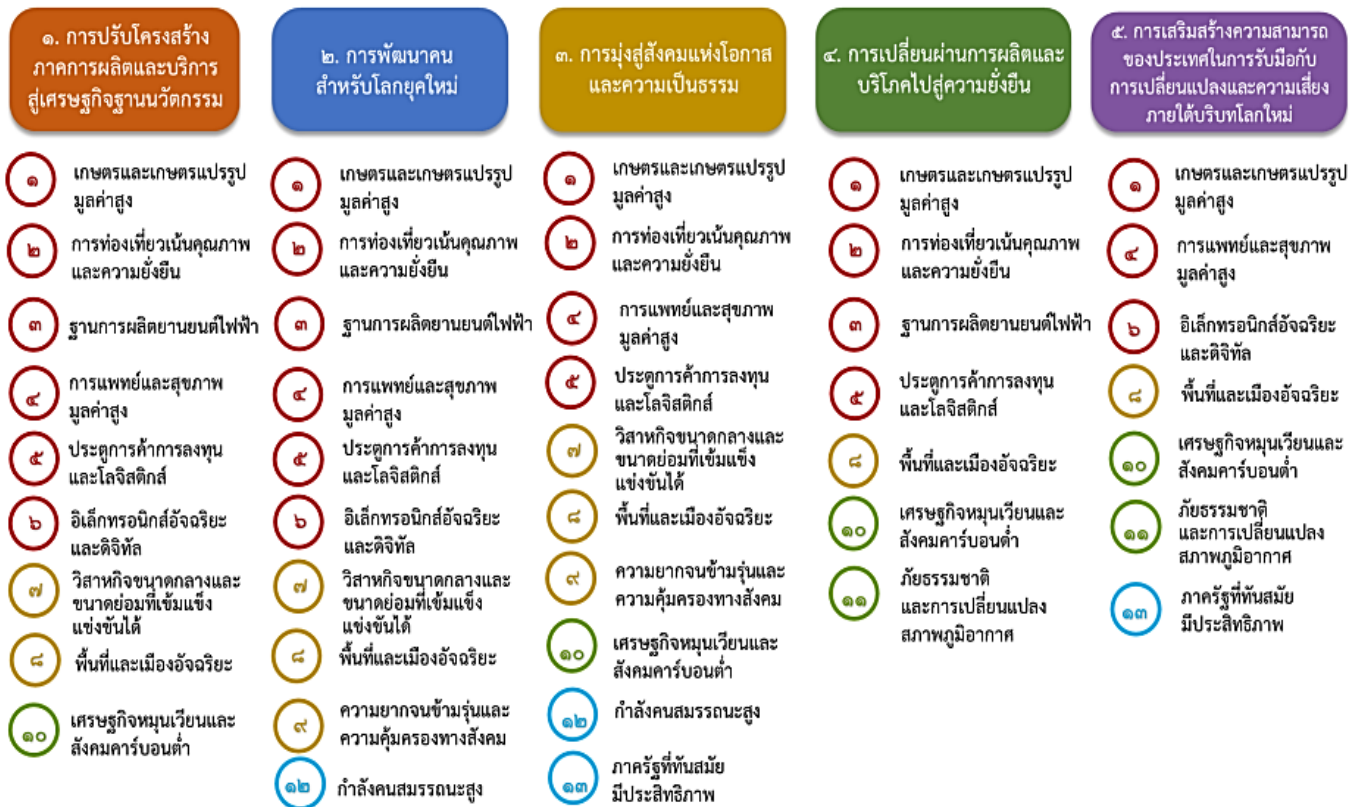 ๑. การปรับโครงสร้าง
ภาคการผลิตและบริการ
สู่เศรษฐกิจฐานนวัตกรรม
๑
เกษตรและเกษตรแปรรูป
มูลค่าสูง
๒
การท่องเที่ยวเน้นคุณภาพ
และความยั่งยืน
๓
ฐานการผลิตยานยนต์ไฟฟ้า
๔
การแพทย์และสุขภาพ
มูลค่าสูง
๕
ประตูการค้าการลงทุน
และโลจิสติกส์
๖
อิเล็กทรอนิกส์อัจฉริยะ
และดิจิทัล
๗
วิสาหกิจขนาดกลางและ
ขนาดย่อมที่เข้มแข็ง
แข่งขันได้
๘
พื้นที่และเมืองอัจฉริยะ
๑๐
เศรษฐกิจหมุนเวียนและ
สังคมคาร์บอนต่ำ
๒. การพัฒนาคน
สำหรับโลกยุคใหม่
๑
เกษตรและเกษตรแปรรูป
มูลค่าสูง
๒
การท่องเที่ยวเน้นคุณภาพ
และความยั่งยืน
๓
ฐานการผลิตยานยนต์ไฟฟ้า
๔
การแพทย์และสุขภาพ
มูลค่าสูง
๕
ประตูการค้าการลงทุน
และโลจิสติกส์
๖
อิเล็กทรอนิกส์อัจฉริยะ
และดิจิทัล
๗
วิสาหกิจขนาดกลางและ
ขนาดย่อมที่เข้มแข็ง
แข่งขันได้
๘
พื้นที่และเมืองอัจฉริยะ
๙
ความยากจนข้ามรุ่นและ
ความคุ้มครองทางสังคม
๑๒
กำลังคนสมรรถนะสูง
๓. การมุ่งสู่สังคมแห่งโอกาส
และความเป็นธรรม
๑
เกษตรและเกษตรแปรรูป
มูลค่าสูง
๒
การท่องเที่ยวเน้นคุณภาพ
และความยั่งยืน
๔
การแพทย์และสุขภาพ
มูลค่าสูง
๕
ประตูการค้าการลงทุน
และโลจิสติกส์
๗
วิสาหกิจขนาดกลางและ
ขนาดย่อมที่เข้มแข็ง
แข่งขันได้
๘
พื้นที่และเมืองอัจฉริยะ
๙
ความยากจนข้ามรุ่นและ
ความคุ้มครองทางสังคม
๑๐
เศรษฐกิจหมุนเวียนและ
สังคมคาร์บอนต่ำ
๑๒
กำลังคนสมรรถนะสูง
๑๓
ภาครัฐที่ทันสมัย
มีประสิทธิภาพ
๔. การเปลี่ยนผ่านการผลิตและ
บริโภคไปสู่ความยั่งยืน
๑
เกษตรและเกษตรแปรรูป
มูลค่าสูง
๒
การท่องเที่ยวเน้นคุณภาพ
และความยั่งยืน
๓
ฐานการผลิตยานยนต์ไฟฟ้า
๕
ประตูการค้าการลงทุน
และโลจิสติกส์
๘
พื้นที่และเมืองอัจฉริยะ
๑๐
เศรษฐกิจหมุนเวียนและ
สังคมคาร์บอนต่ำ
๑๑
ภัยธรรมชาติ
และการเปลี่ยนแปลง
สภาพภูมิอากาศ
๕. การเสริมสร้างความสามารถ
ของประเทศในการรับมือกับ
การเปลี่ยนแปลงและความเสี่ยง
ภายใต้บริบทโลกใหม่
๑
เกษตรและเกษตรแปรรูป
มูลค่าสูง
๔
การแพทย์และสุขภาพ
มูลค่าสูง
๖
อิเล็กทรอนิกส์อัจฉริยะ
และดิจิทัล
๘
พื้นที่และเมืองอัจฉริยะ
๑๐
เศรษฐกิจหมุนเวียนและ
สังคมคาร์บอนต่ำ
๑๑
ภัยธรรมชาติ
และการเปลี่ยนแปลง
สภาพภูมิอากาศ
๑๓
ภาครัฐที่ทันสมัย
มีประสิทธิภาพ